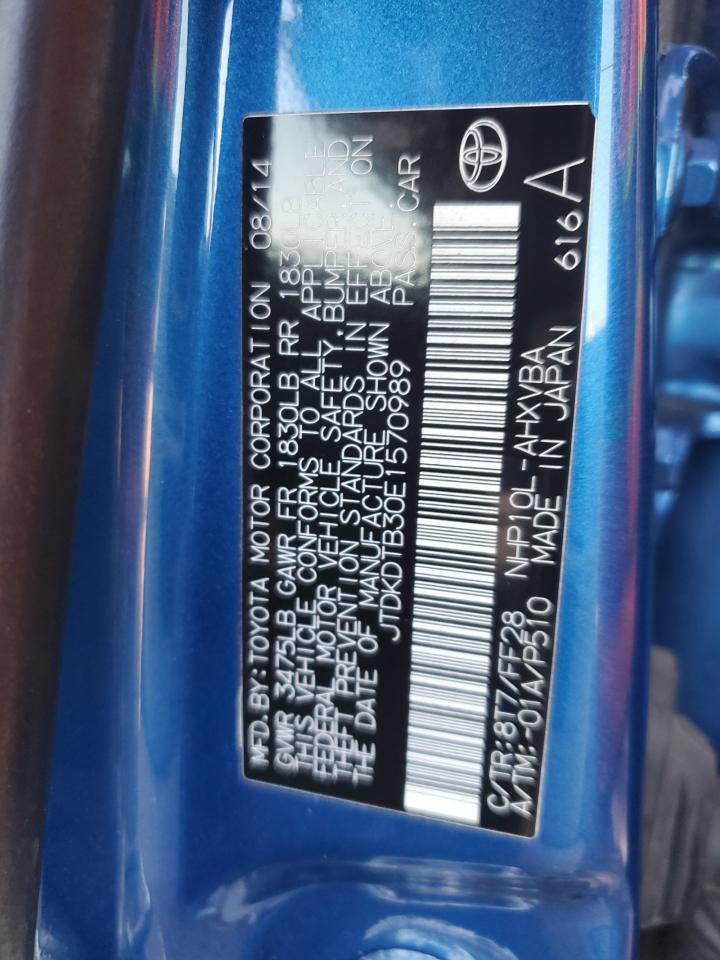 MFD.BY:TOYOTA MOTOR CORPORATION 08/14
GVWR 3475LB GAWR FR 1830LB RR 1830LB
THIS VEHICLE CONFORMS TO ALL APPLICABLE
FEDERAL MOTOR VEHICLE SAFETY,BUMPER,AND
THEFT PREVENTION STANDARDS IN EFFECT ON
THE DATE OF MANUFACTURE SHOWN ABOVE.
JTDKDTB30E1570989 PASS.CAR
C/TR:8T7/FF28 NHP10L-AHXVBA
A/TM:-01A/P510 MADE IN JAPAN 616 A